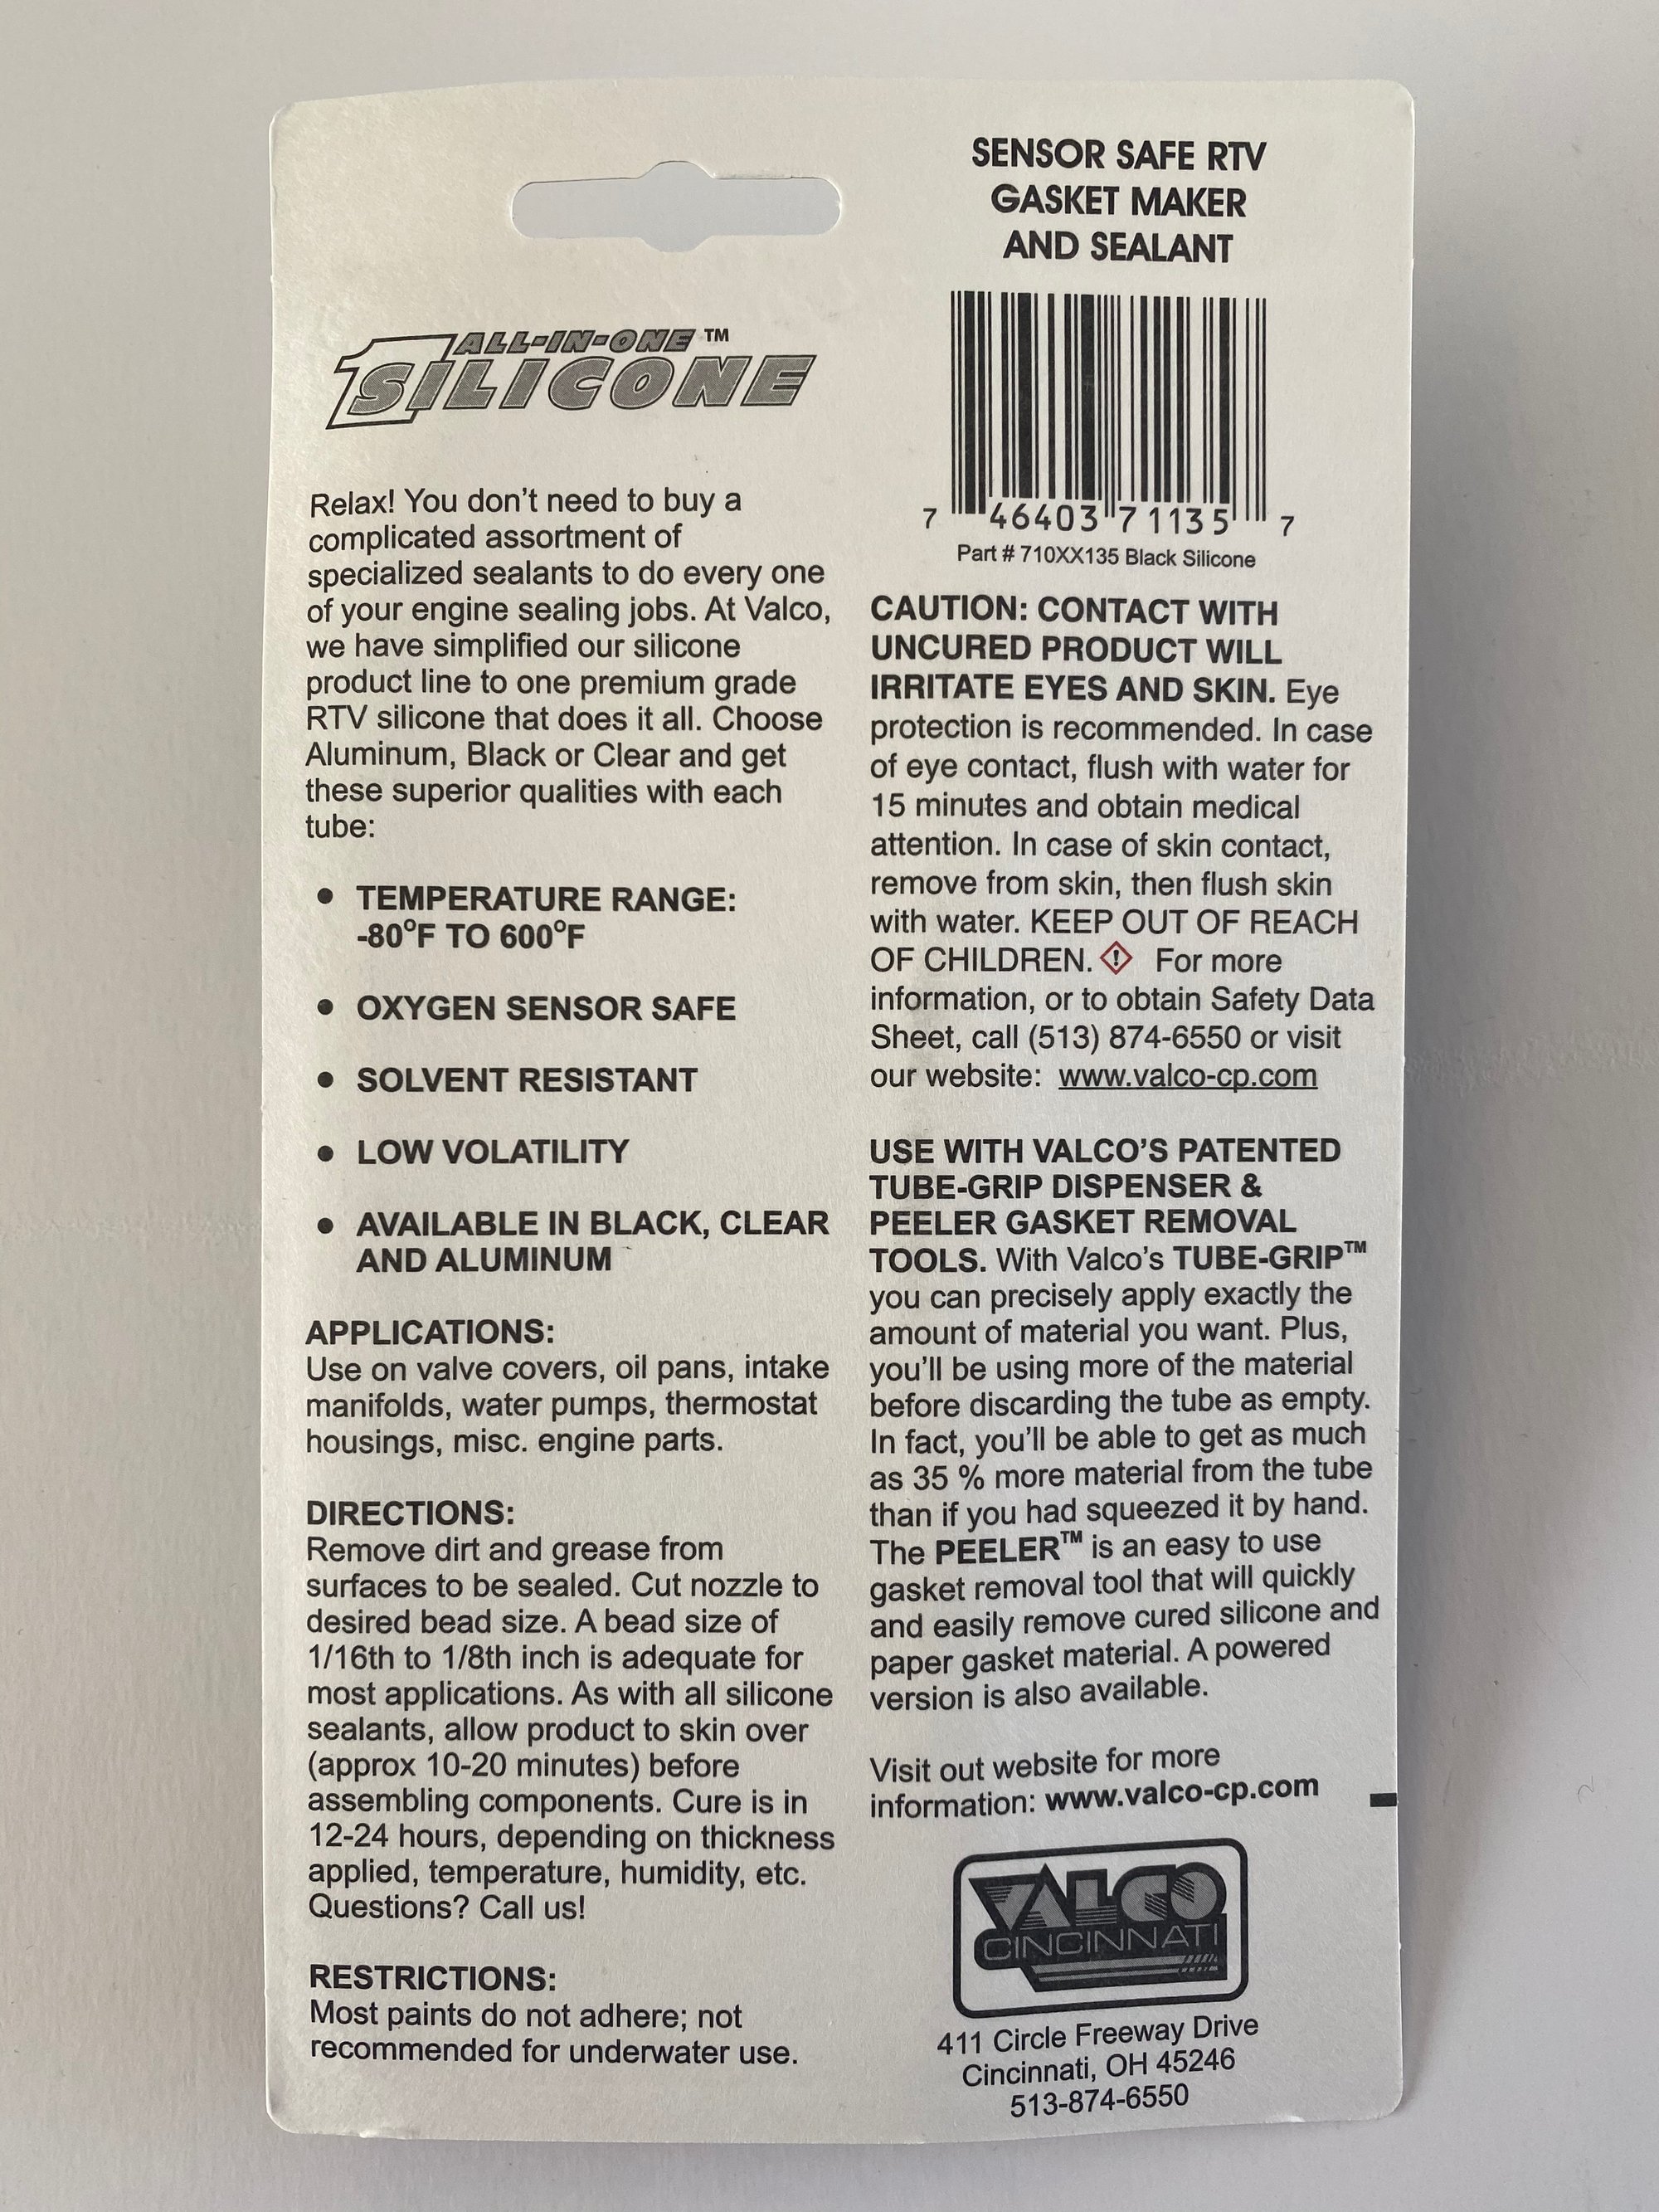 ALL-IN-ONE™
1SILICONE
Relax! You don't need to buy a
complicated assortment of
specialized sealants to do every one
of your engine sealing jobs. At Valco,
we have simplified our silicone
product line to one premium grade
RTV silicone that does it all. Choose
Aluminum, Black or Clear and get
these superior qualities with each
tube:
• TEMPERATURE RANGE:
-80°F TO 600°F
• OXYGEN SENSOR SAFE
• SOLVENT RESISTANT
• LOW VOLATILITY
• AVAILABLE IN BLACK, CLEAR
AND ALUMINUM
APPLICATIONS:
Use on valve covers, oil pans, intake
manifolds, water pumps, thermostat
housings, misc. engine parts.
DIRECTIONS:
Remove dirt and grease from
surfaces to be sealed. Cut nozzle to
desired bead size. A bead size of
1/16th to 1/8th inch is adequate for
most applications. As with all silicone
sealants, allow product to skin over
(approx 10-20 minutes) before
assembling components. Cure is in
12-24 hours, depending on thickness
applied, temperature, humidity, etc.
Questions? Call us!
RESTRICTIONS:
Most paints do not adhere; not
recommended for underwater use.
SENSOR SAFE RTV
GASKET MAKER
AND SEALANT
7 46403 71135 7
Part # 710XX135 Black Silicone
CAUTION: CONTACT WITH
UNCURED PRODUCT WILL
IRRITATE EYES AND SKIN. Eye
protection is recommended. In case
of eye contact, flush with water for
15 minutes and obtain medical
attention. In case of skin contact,
remove from skin, then flush skin
with water. KEEP OUT OF REACH
OF CHILDREN. ! For more
information, or to obtain Safety Data
Sheet, call (513) 874-6550 or visit
our website: www.valco-cp.com
USE WITH VALCO'S PATENTED
TUBE-GRIP DISPENSER &
PEELER GASKET REMOVAL
TOOLS. With Valco's TUBE-GRIP™
you can precisely apply exactly the
amount of material you want. Plus,
you'll be using more of the material
before discarding the tube as empty.
In fact, you'll be able to get as much
as 35 % more material from the tube
than if you had squeezed it by hand.
The PEELER™ is an easy to use
gasket removal tool that will quickly
and easily remove cured silicone and
paper gasket material. A powered
version is also available.
Visit out website for more
information: www.valco-cp.com
VALCO
CINCINNATI
411 Circle Freeway Drive
Cincinnati, OH 45246
513-874-6550